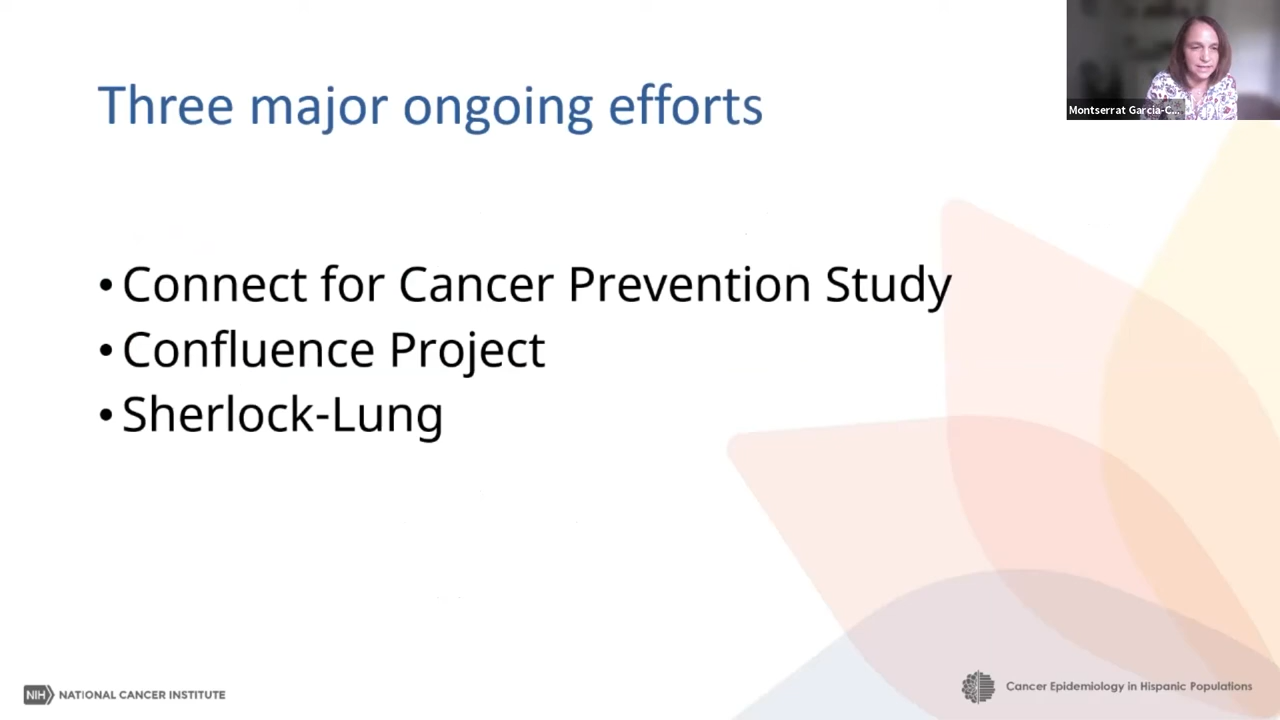 Three major ongoing efforts
Montserrat Garcia-C...
• Connect for Cancer Prevention Study
• Confluence Project
• Sherlock-Lung
NIH NATIONAL CANCER INSTITUTE
Cancer Epidemiology in Hispanic Populations